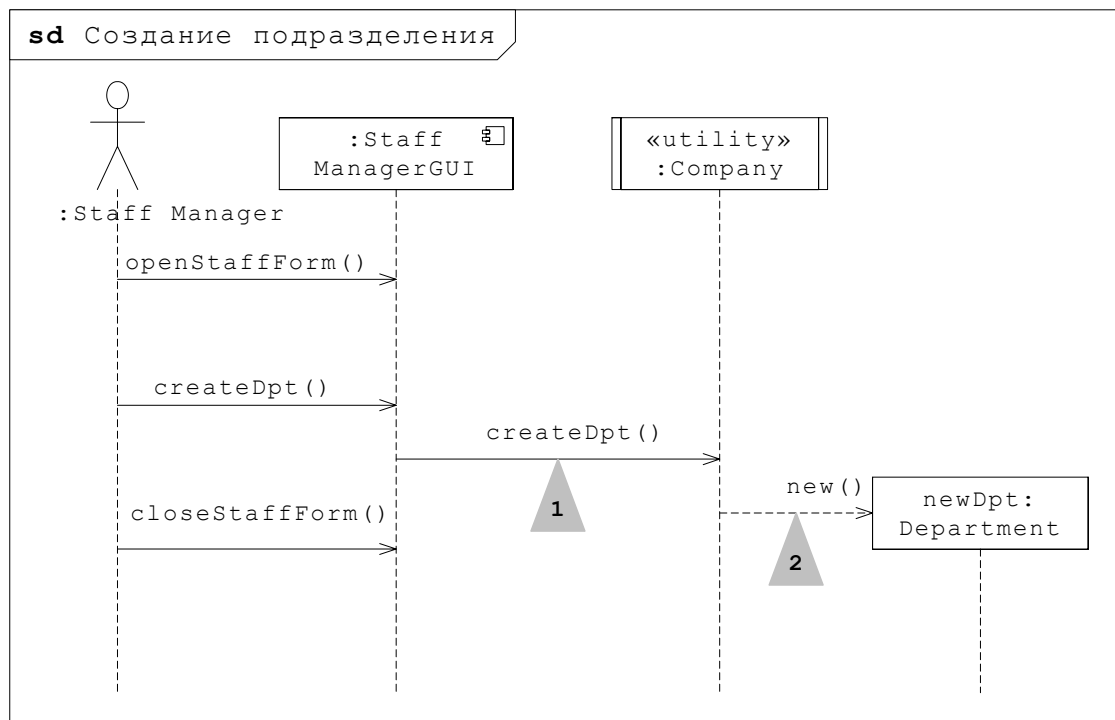 sd Создание подразделения
:Staff
ManagerGUI
«utility»
:Company
:Staff Manager
openStaffForm()
createDpt()
createDpt()
1
new()
newDpt:
Department
closeStaffForm()
2